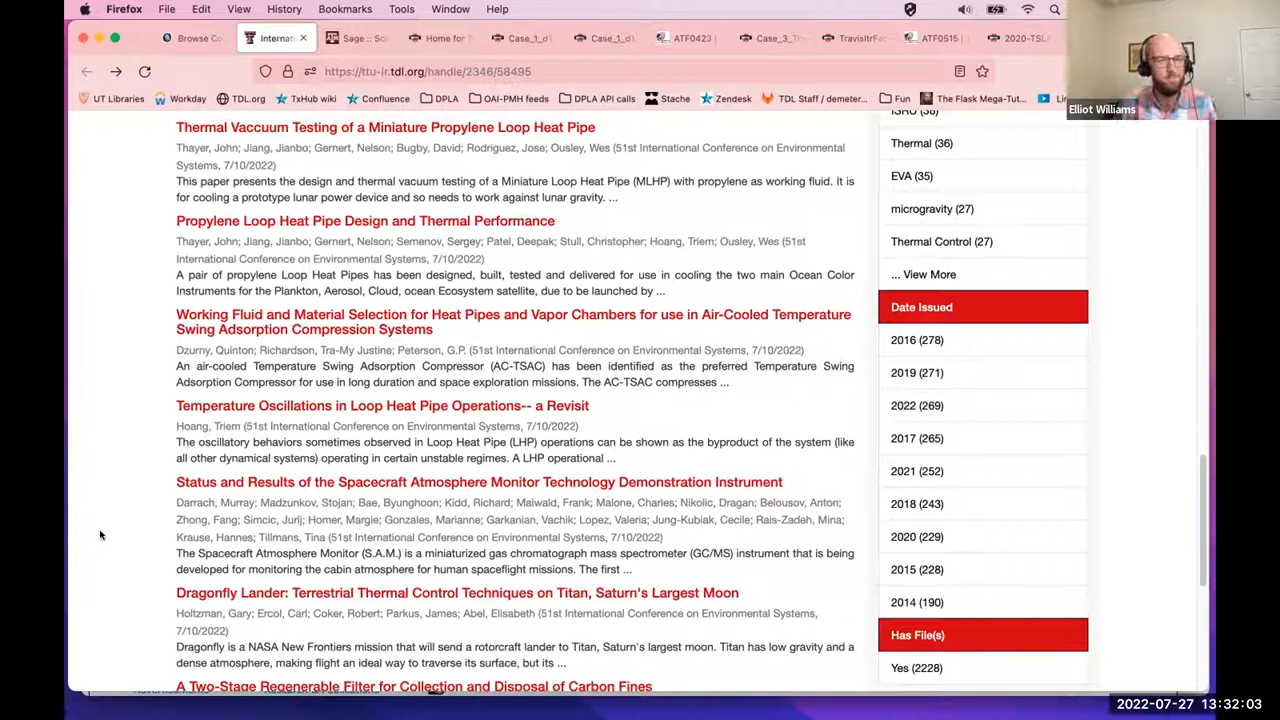 Firefox File Edit View History Bookmarks Tools Window Help
Browse Co
Internati
Sage :: So
Home for T
Case_1_d1
Case_1_d1
ATF0423
Case_3_Th
TravisItrFa
ATF0515
2020-TSLA
https://ttu-ir.tdl.org/handle/2346/58495
UT Libraries Workday TDL.org TxHub wiki Confluence DPLA OAI-PMH feeds DPLA API calls Stache Zendesk TDL Staff / demeter... Fun The Flask Mega-Tut...
Elliot Williams
Thermal Vaccuum Testing of a Miniature Propylene Loop Heat Pipe
Thayer, John; Jiang, Jianbo; Gernert, Nelson; Bugby, David; Rodriguez, Jose; Ousley, Wes (51st International Conference on Environmental
Systems, 7/10/2022)
This paper presents the design and thermal vacuum testing of a Miniature Loop Heat Pipe (MLHP) with propylene as working fluid. It is
for cooling a prototype lunar power device and so needs to work against lunar gravity. ...
Propylene Loop Heat Pipe Design and Thermal Performance
Thayer, John; Jiang, Jianbo; Gernert, Nelson; Semenov, Sergey; Patel, Deepak; Stull, Christopher; Hoang, Triem; Ousley, Wes (51st
International Conference on Environmental Systems, 7/10/2022)
A pair of propylene Loop Heat Pipes has been designed, built, tested and delivered for use in cooling the two main Ocean Color
Instruments for the Plankton, Aerosol, Cloud, ocean Ecosystem satellite, due to be launched by ...
Working Fluid and Material Selection for Heat Pipes and Vapor Chambers for use in Air-Cooled Temperature
Swing Adsorption Compression Systems
Dzurny, Quinton; Richardson, Tra-My Justine; Peterson, G.P. (51st International Conference on Environmental Systems, 7/10/2022)
An air-cooled Temperature Swing Adsorption Compressor (AC-TSAC) has been identified as the preferred Temperature Swing
Adsorption Compressor for use in long duration and space exploration missions. The AC-TSAC compresses ...
Temperature Oscillations in Loop Heat Pipe Operations-- a Revisit
Hoang, Triem (51st International Conference on Environmental Systems, 7/10/2022)
The oscillatory behaviors sometimes observed in Loop Heat Pipe (LHP) operations can be shown as the byproduct of the system (like
all other dynamical systems) operating in certain unstable regimes. A LHP operational ...
Status and Results of the Spacecraft Atmosphere Monitor Technology Demonstration Instrument
Darrach, Murray; Madzunkov, Stojan; Bae, Byunghoon; Kidd, Richard; Maiwald, Frank; Malone, Charles; Nikolic, Dragan; Belousov, Anton;
Zhong, Fang; Simcic, Jurij; Homer, Margie; Gonzales, Marianne; Garkanian, Vachik; Lopez, Valeria; Jung-Kubiak, Cecile; Rais-Zadeh, Mina;
Krause, Hannes; Tillmans, Tina (51st International Conference on Environmental Systems, 7/10/2022)
The Spacecraft Atmosphere Monitor (S.A.M.) is a miniaturized gas chromatograph mass spectrometer (GC/MS) instrument that is being
developed for monitoring the cabin atmosphere for human spaceflight missions. The first ...
Dragonfly Lander: Terrestrial Thermal Control Techniques on Titan, Saturn's Largest Moon
Holtzman, Gary; Ercol, Carl; Coker, Robert; Parkus, James; Abel, Elisabeth (51st International Conference on Environmental Systems,
7/10/2022)
Dragonfly is a NASA New Frontiers mission that will send a rotorcraft lander to Titan, Saturn's largest moon. Titan has low gravity and a
dense atmosphere, making flight an ideal way to traverse its surface, but its ...
A Two-Stage Regenerable Filter for Collection and Disposal of Carbon Fines
ISRU (38)
Thermal (36)
EVA (35)
microgravity (27)
Thermal Control (27)
... View More
Date Issued
2016 (278)
2019 (271)
2022 (269)
2017 (265)
2021 (252)
2018 (243)
2020 (229)
2015 (228)
2014 (190)
Has File(s)
Yes (2228)
2022-07-27 13:32:03